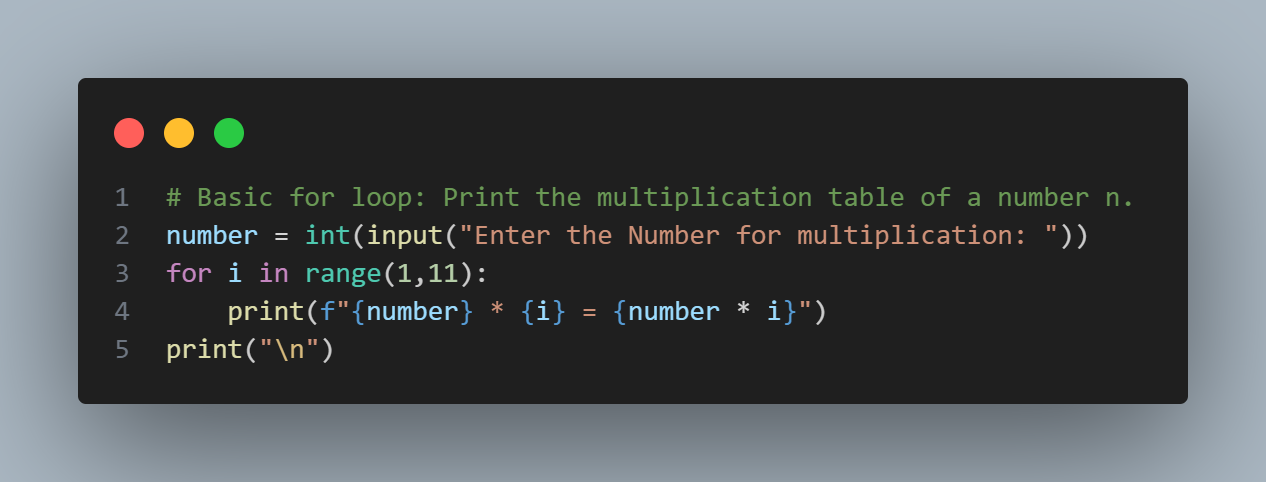 1 # Basic for loop: Print the multiplication table of a number n.
2 number = int(input("Enter the Number for multiplication: "))
3 for i in range(1,11):
4     print(f"{number} * {i} = {number * i}")
5 print("\n")